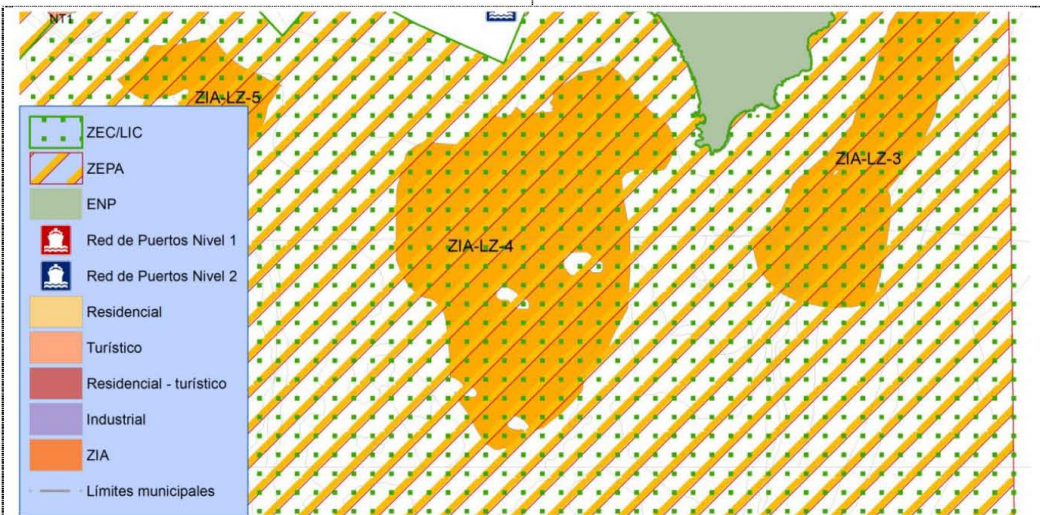 NT1
ZIA-LZ-5
ZIA-LZ-3
ZIA-LZ-4
ZEC/LIC
ZEPA
ENP
Red de Puertos Nivel 1
Red de Puertos Nivel 2
Residencial
Turístico
Residencial - turístico
Industrial
ZIA
Límites municipales